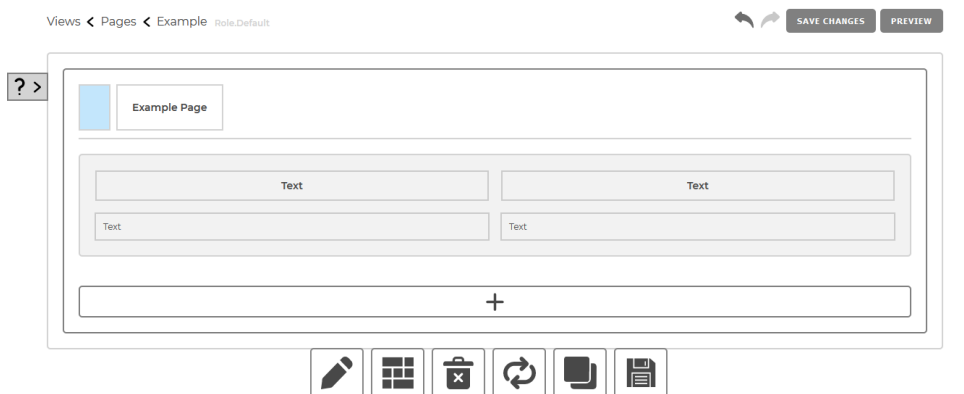 Views < Pages < Example Role.Default
SAVE CHANGES PREVIEW
? >
Example Page
Text Text
Text Text
+